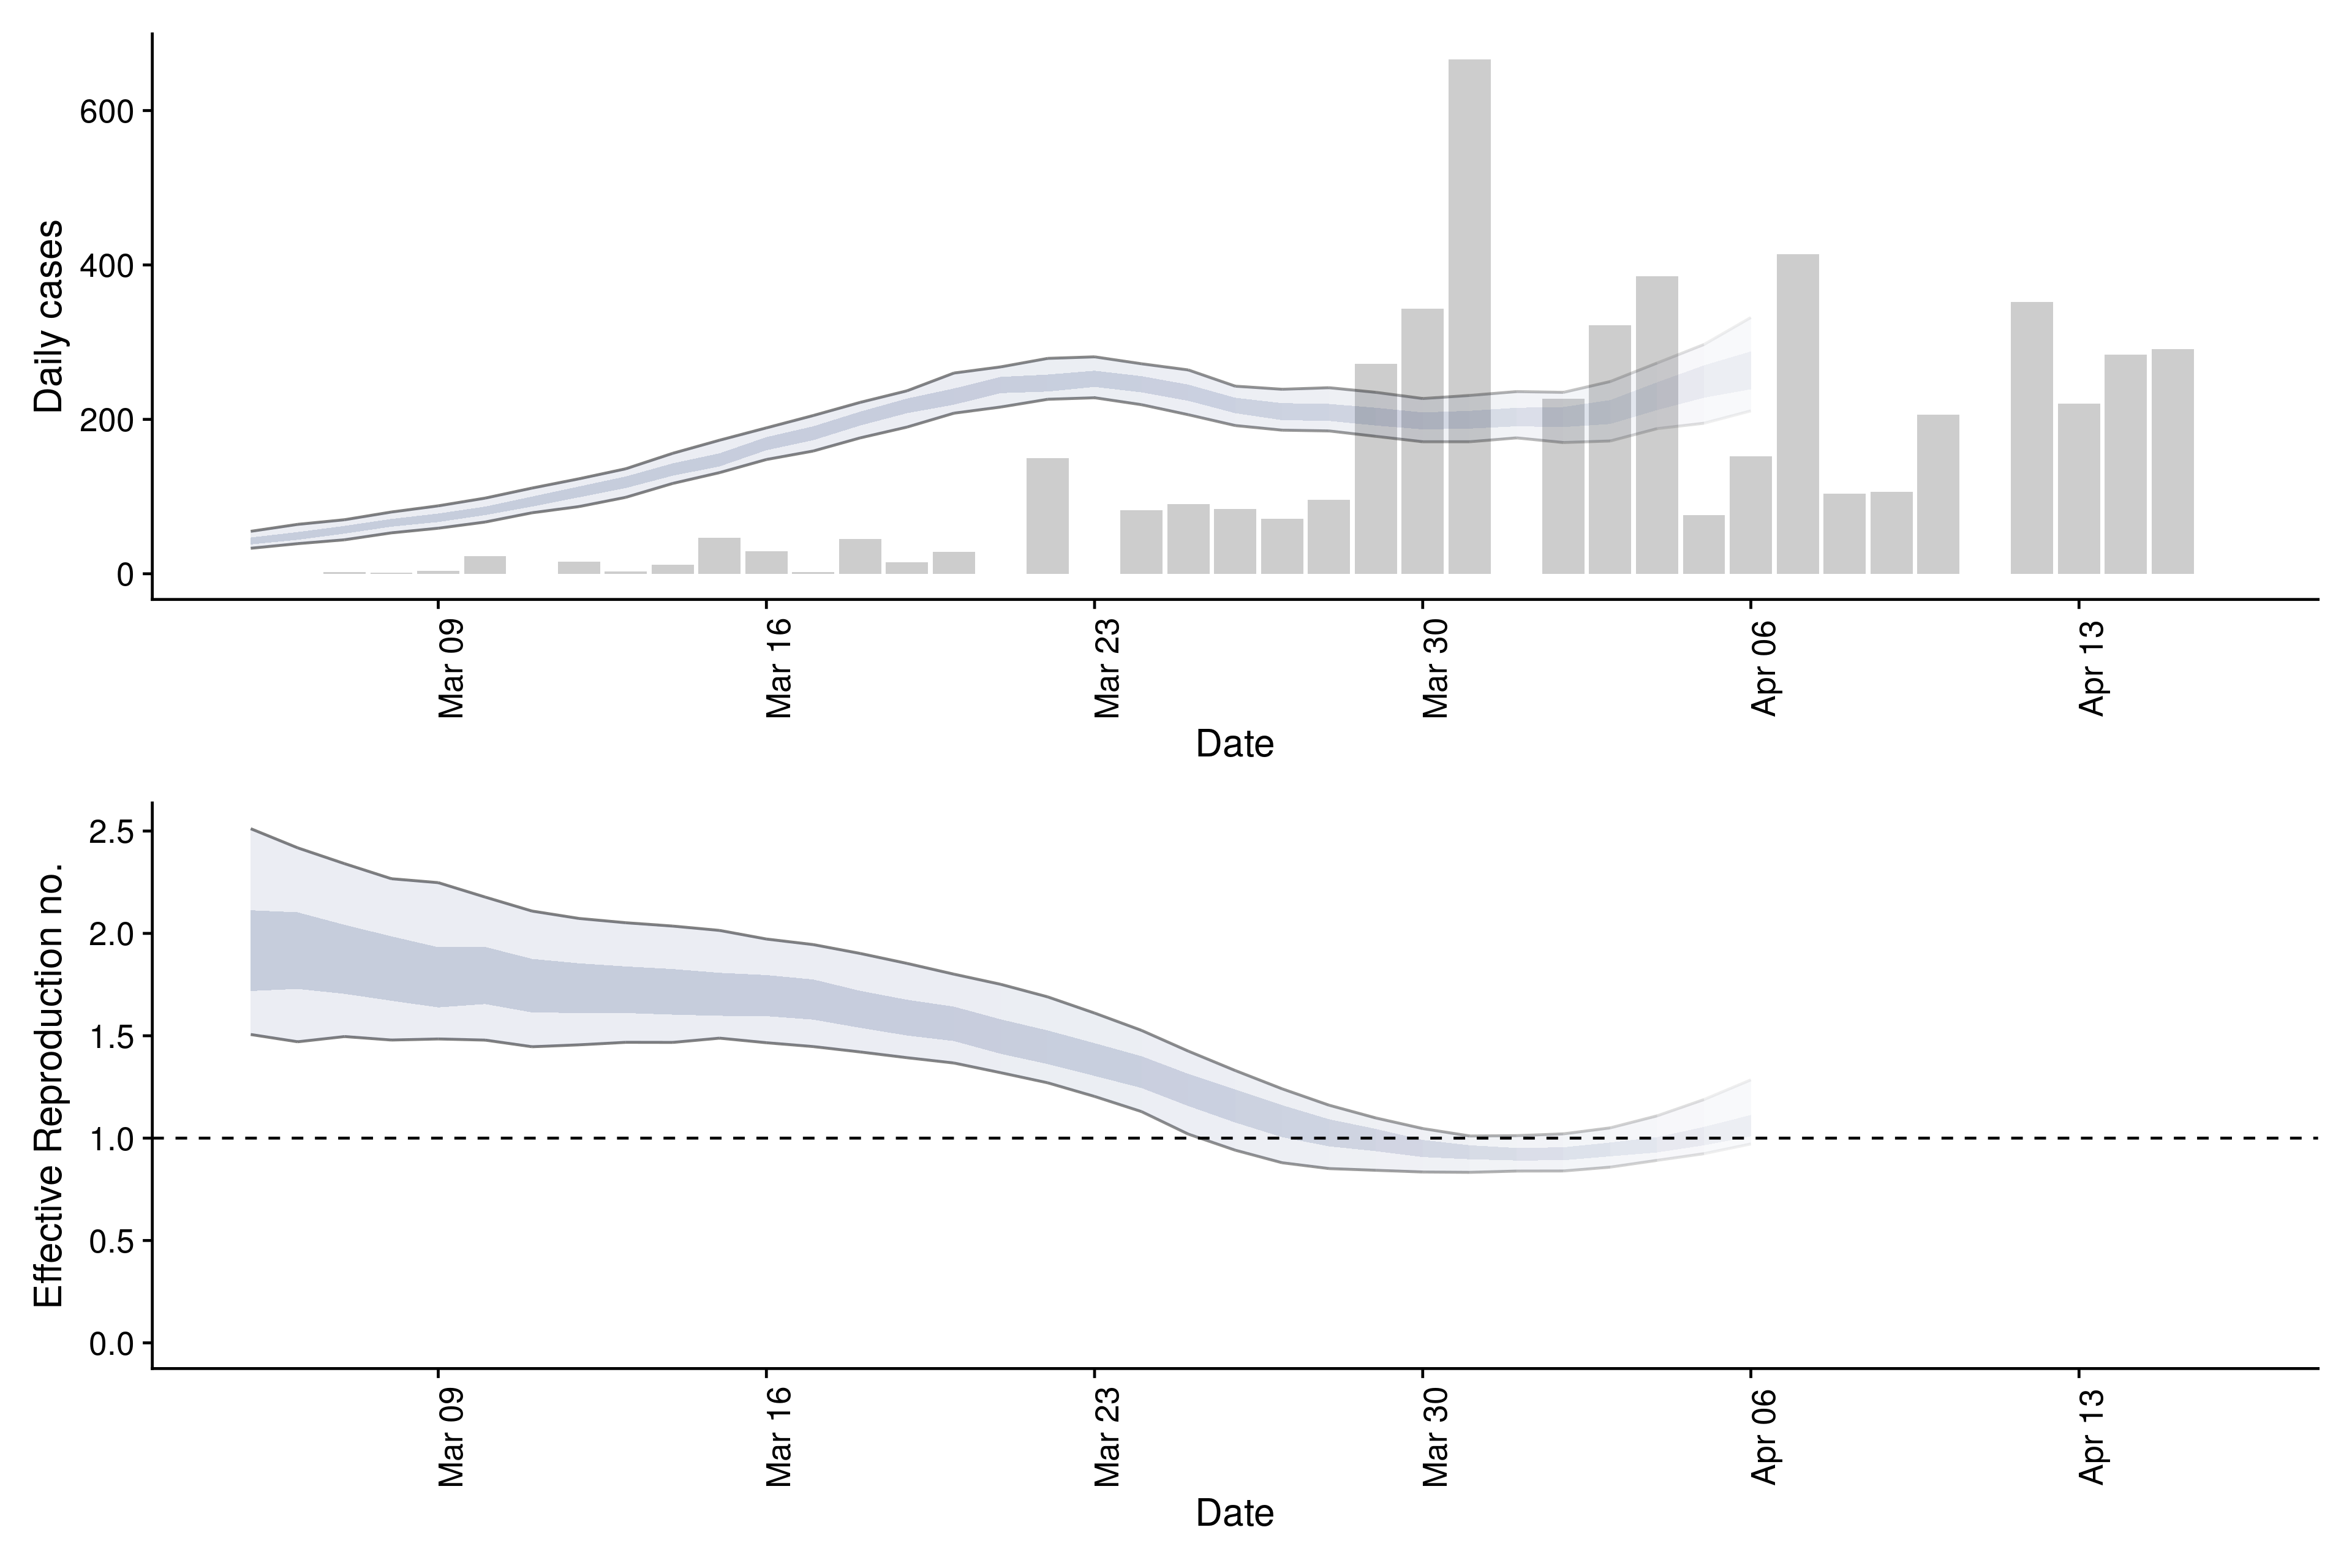 Daily cases
600
400
200
0
Mar 09
Mar 16
Mar 23
Mar 30
Apr 06
Apr 13
Date
Effective Reproduction no.
2.5
2.0
1.5
1.0
0.5
0.0
Mar 09
Mar 16
Mar 23
Mar 30
Apr 06
Apr 13
Date